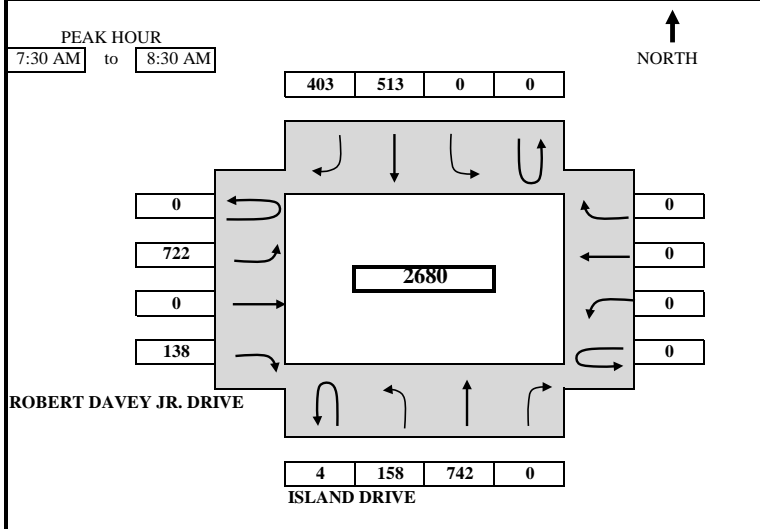 PEAK HOUR
7:30 AM to 8:30 AM
NORTH
403 513 0 0
0 0
722 0
2680
0 0
138 0
ROBERT DAVEY JR. DRIVE
4 158 742 0
ISLAND DRIVE